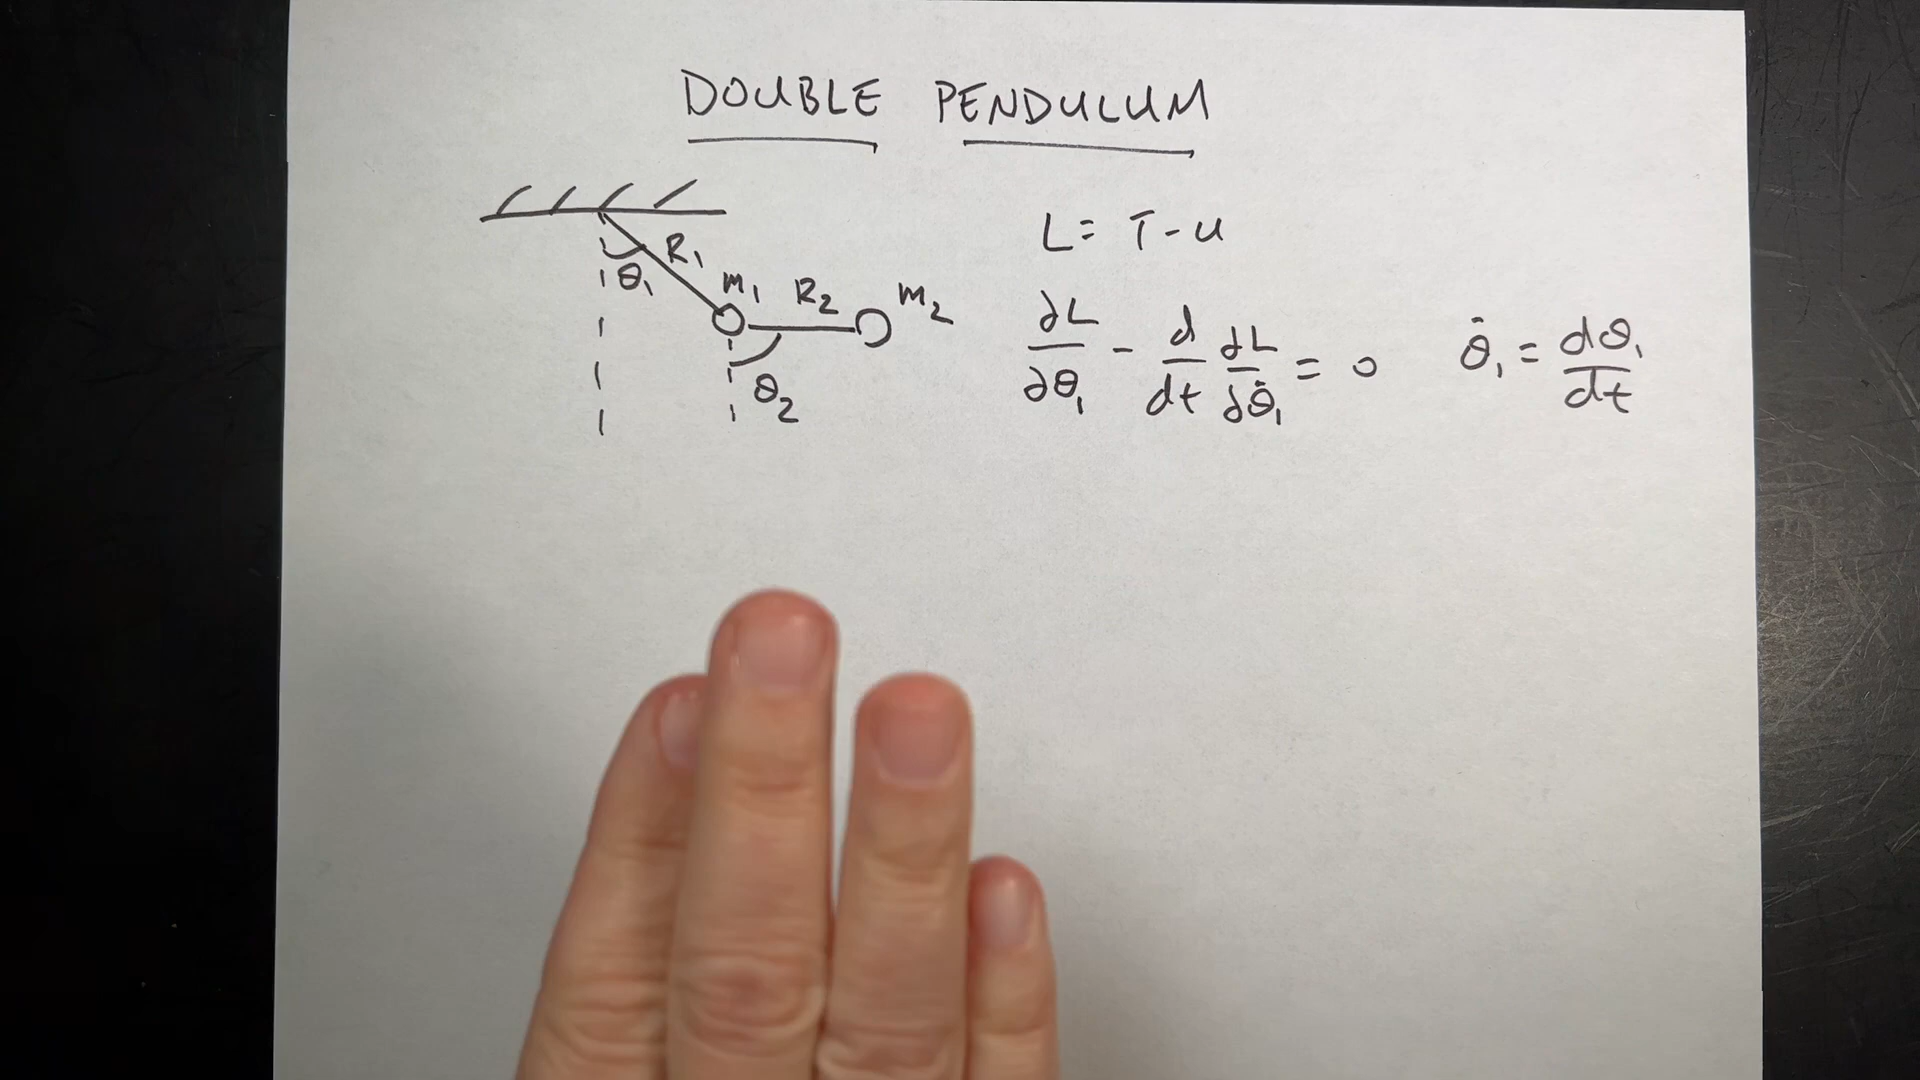 DOUBLE PENDULUM
θ₁ R₁ m₁ R₂ m₂
θ₂
L = T - u
∂L/∂θ₁ - d/dt ∂L/∂θ̇₁ = 0
θ̇₁ = dθ₁/dt